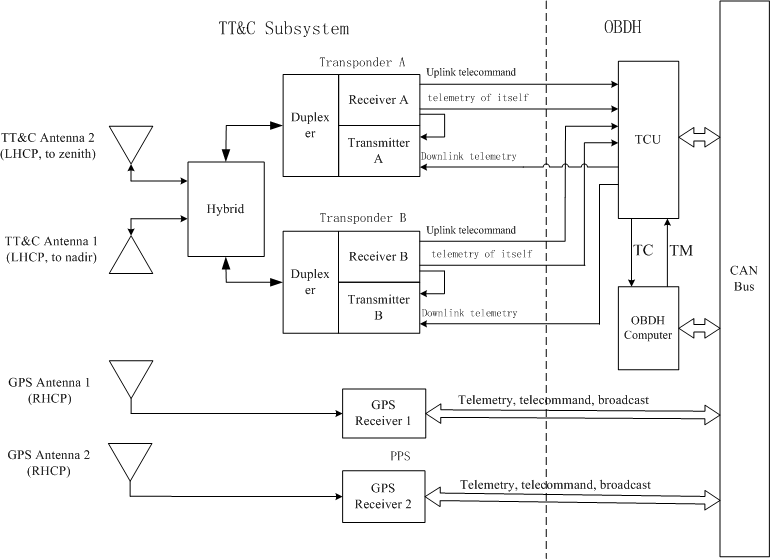 TT&C Subsystem
OBDH
Transponder A
Uplink telecommand
telemetry of itself
Receiver A
Duplex
er
Transmitter
A
Downlink telemetry
TCU
TT&C Antenna 2
(LHCP, to zenith)
Hybrid
TT&C Antenna 1
(LHCP, to nadir)
Transponder B
Uplink telecommand
telemetry of itself
Receiver B
Duplex
er
Transmitter
B
Downlink telemetry
TC
TM
CAN
Bus
OBDH
Computer
GPS Antenna 1
(RHCP)
GPS
Receiver 1
Telemetry, telecommand, broadcast
GPS Antenna 2
(RHCP)
PPS
GPS
Receiver 2
Telemetry, telecommand, broadcast